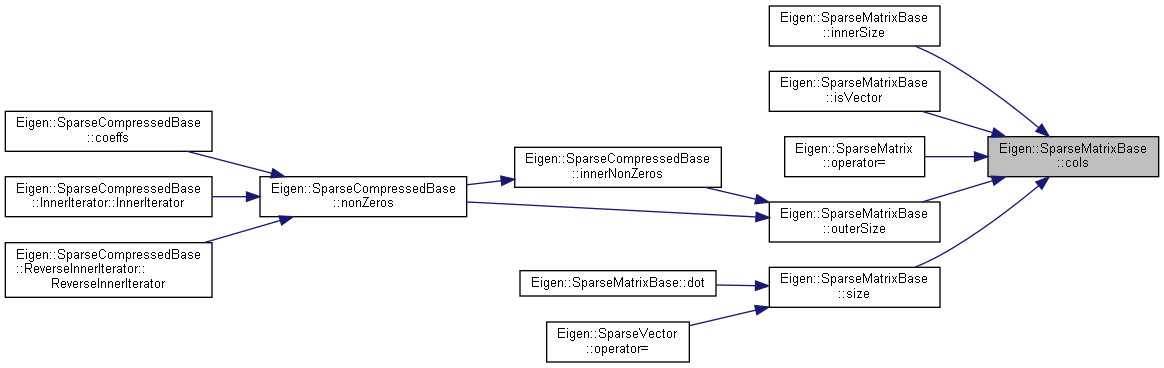 Eigen::SparseMatrixBase
::innerSize
Eigen::SparseMatrixBase
::isVector
Eigen::SparseCompressedBase
::coeffs
Eigen::SparseMatrix
::operator=
Eigen::SparseMatrixBase
::cols
Eigen::SparseCompressedBase
::innerNonZeros
Eigen::SparseCompressedBase
::InnerIterator::InnerIterator
Eigen::SparseCompressedBase
::nonZeros
Eigen::SparseMatrixBase
::outerSize
Eigen::SparseCompressedBase
::ReverseInnerIterator::
ReverseInnerIterator
Eigen::SparseMatrixBase::dot
Eigen::SparseMatrixBase
::size
Eigen::SparseVector
::operator=